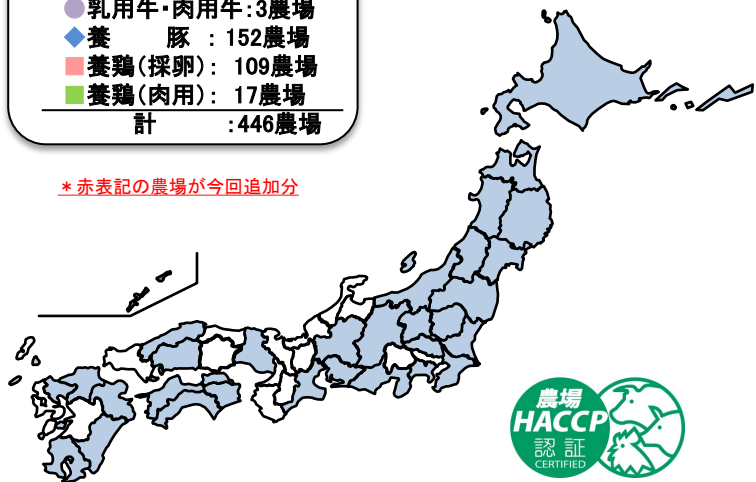 ●乳用牛・肉用牛:3農場
◆養　　豚　:152農場
■養鶏(採卵): 109農場
■養鶏(肉用): 17農場
計　　　:446農場
＊赤表記の農場が今回追加分
農場
HACCP
認証
CERTIFIED